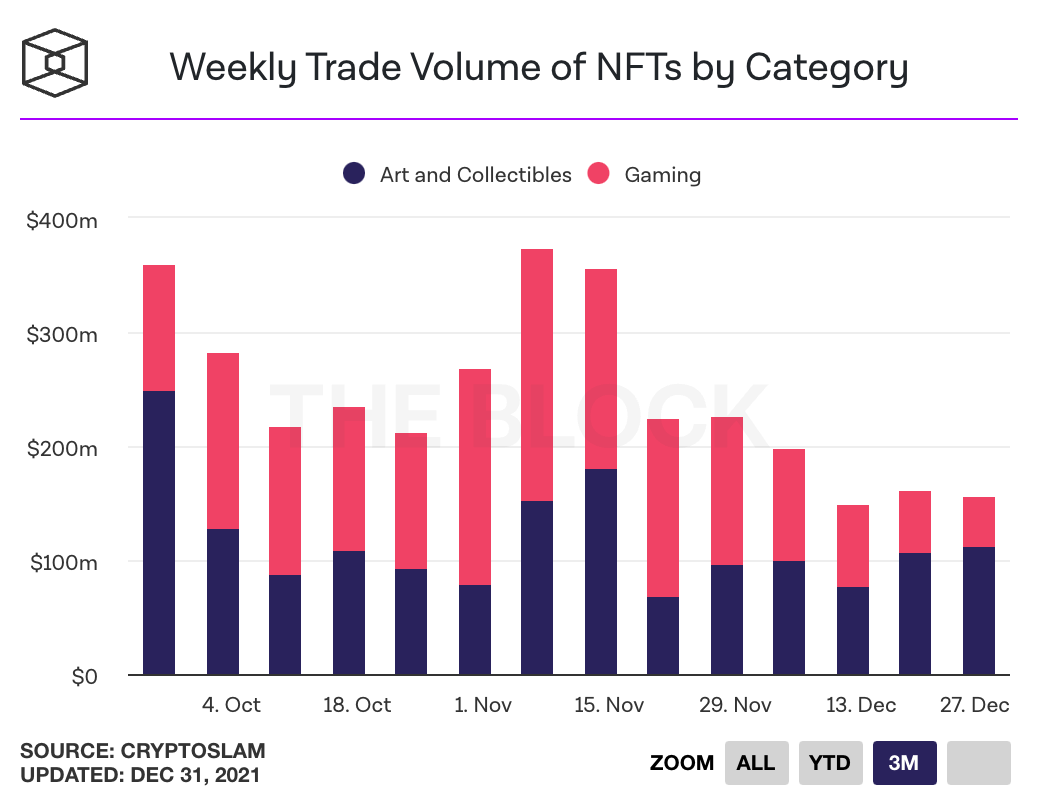 Weekly Trade Volume of NFTs by Category
Art and Collectibles Gaming
$400m
$300m
$200m
$100m
$0
THE BLOCK
4. Oct 18. Oct 1. Nov 15. Nov 29. Nov 13. Dec 27. Dec
SOURCE: CRYPTOSLAM
UPDATED: DEC 31, 2021
ZOOM ALL YTD 3M